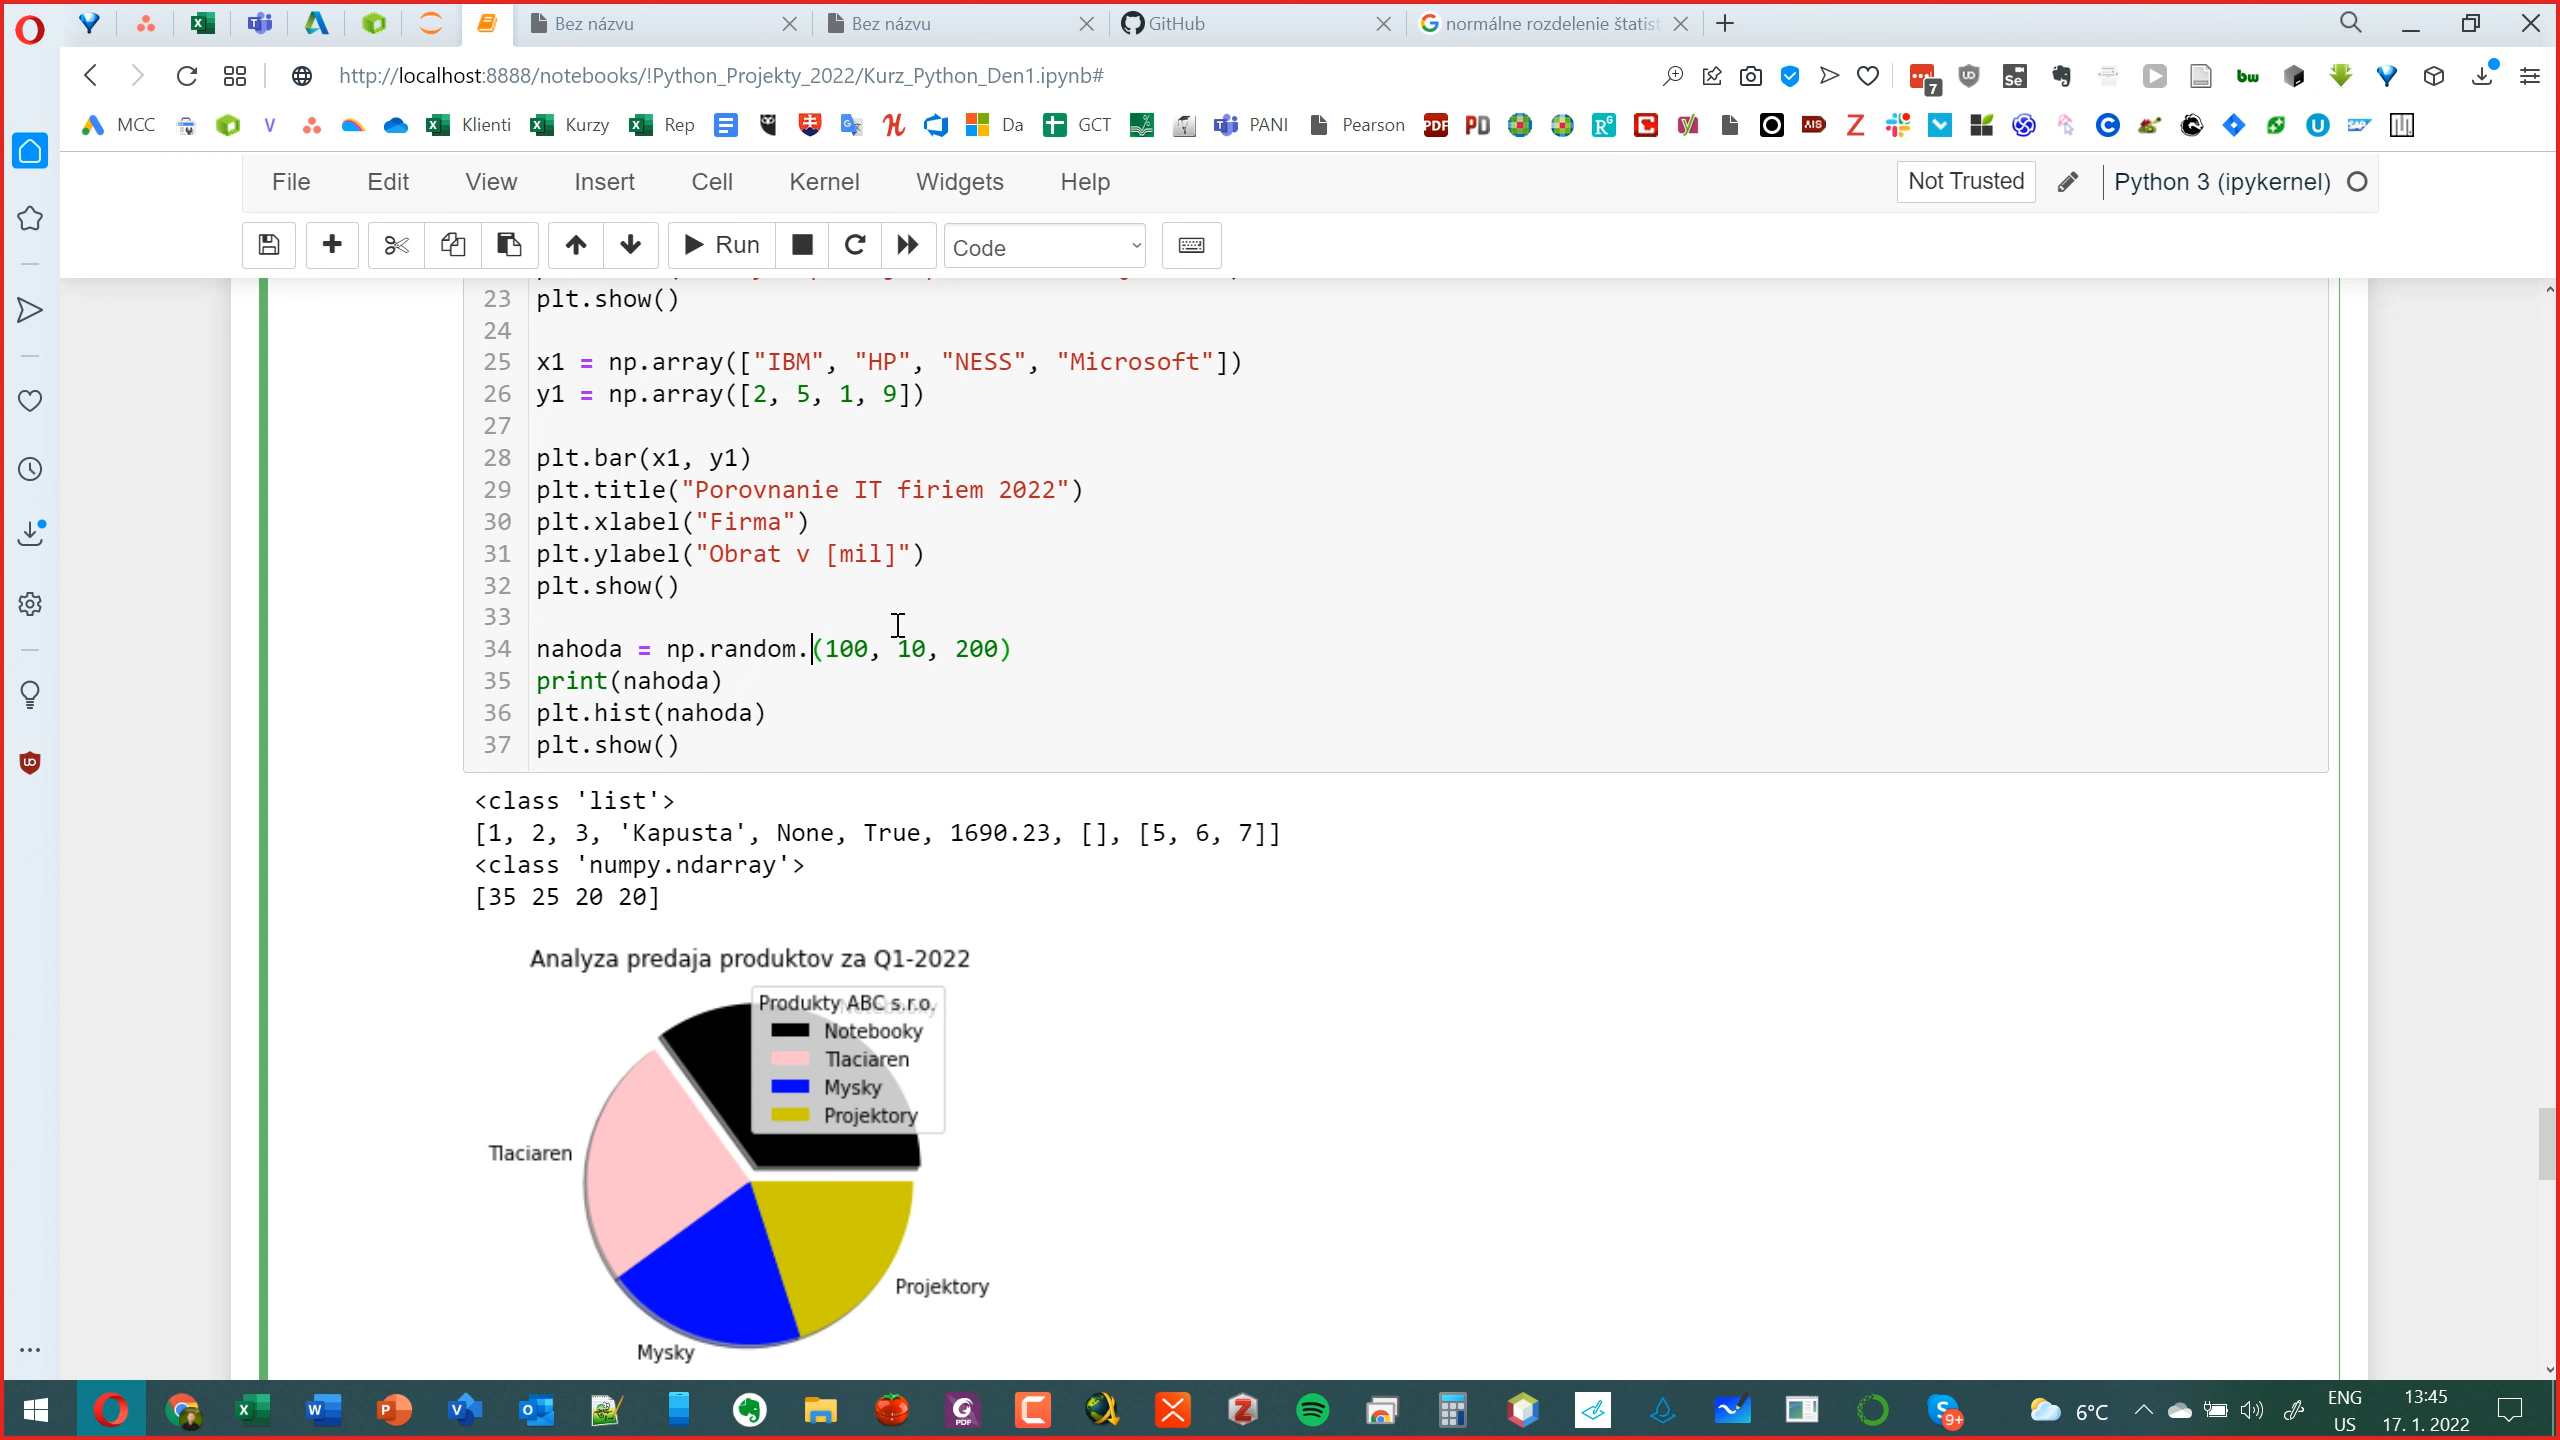 Bez názvu
Bez názvu
GitHub
normálne rozdelenie štatist
http://localhost:8888/notebooks/!Python_Projekty_2022/Kurz_Python_Den1.ipynb#
7
Se
bw
MCC
V
Klienti
Kurzy
Rep
Da
GCT
PANI
Pearson
PDF
PD
AIS
Z
File Edit View Insert Cell Kernel Widgets Help
Not Trusted
Python 3 (ipykernel)
Run
Code
23 plt.show()
24
25 x1 = np.array(["IBM", "HP", "NESS", "Microsoft"])
26 y1 = np.array([2, 5, 1, 9])
27
28 plt.bar(x1, y1)
29 plt.title("Porovnanie IT firiem 2022")
30 plt.xlabel("Firma")
31 plt.ylabel("Obrat v [mil]")
32 plt.show()
33
34 nahoda = np.random.(100, 10, 200)
35 print(nahoda)
36 plt.hist(nahoda)
37 plt.show()
<class 'list'>
[1, 2, 3, 'Kapusta', None, True, 1690.23, [], [5, 6, 7]]
<class 'numpy.ndarray'>
[35 25 20 20]
Analyza predaja produktov za Q1-2022
Produkty ABC s.r.o.
Notebooky
Tlaciaren
Mysky
Projektory
Tlaciaren
Projektory
Mysky
9+
6°C
ENG
US
13:45
17. 1. 2022